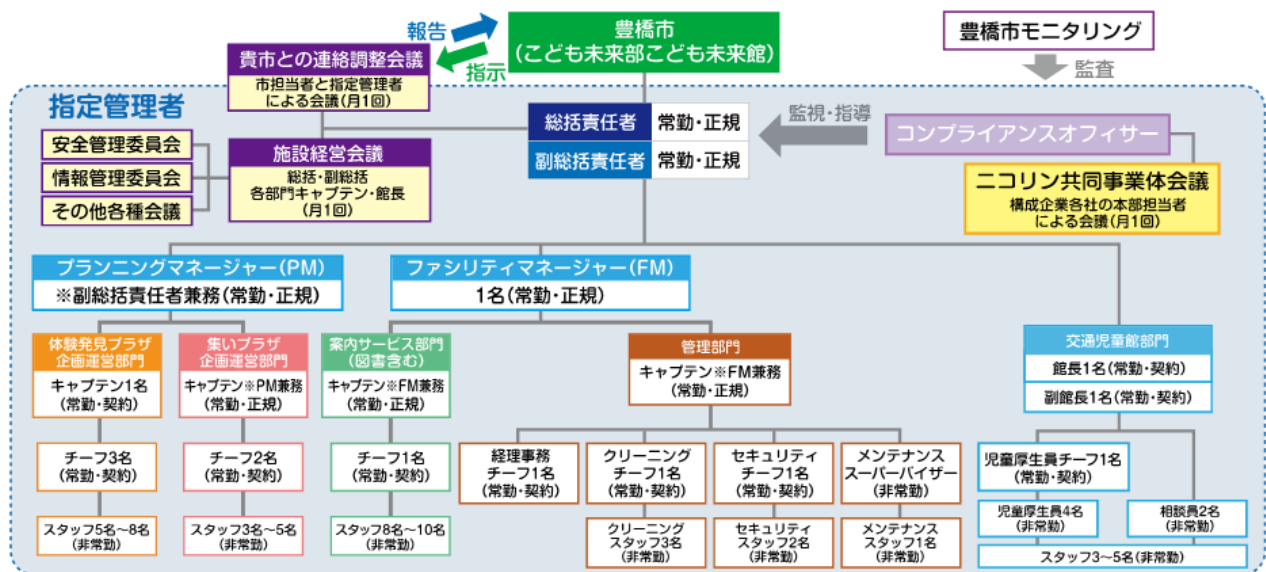 報告
指示
豊橋市
(こども未来部こども未来館)
豊橋市モニタリング
監査
貴市との連絡調整会議
市担当者と指定管理者
による会議(月1回)
指定管理者
安全管理委員会
情報管理委員会
その他各種会議
施設経営会議
総括・副総括
各部門キャプテン・館長
(月1回)
総括責任者 常勤・正規
副総括責任者 常勤・正規
監視・指導
コンプライアンスオフィサー
ニコリン共同事業体会議
構成企業各社の本部担当者
による会議(月1回)
プランニングマネージャー(PM)
※副総括責任者兼務(常勤・正規)
ファシリティマネージャー(FM)
1名(常勤・正規)
体験発見プラザ
企画運営部門
キャプテン1名
(常勤・契約)
チーフ3名
(常勤・契約)
スタッフ5名~8名
(非常勤)
集いプラザ
企画運営部門
キャプテン※PM兼務
(常勤・正規)
チーフ2名
(常勤・契約)
スタッフ3名~5名
(非常勤)
案内サービス部門
(図書含む)
キャプテン※FM兼務
(常勤・正規)
チーフ1名
(常勤・契約)
スタッフ8名~10名
(非常勤)
管理部門
キャプテン※FM兼務
(常勤・正規)
経理事務
チーフ1名
(常勤・契約)
クリーニング
チーフ1名
(常勤・契約)
クリーニング
スタッフ3名
(非常勤)
セキュリティ
チーフ1名
(常勤・契約)
セキュリティ
スタッフ2名
(非常勤)
メンテナンス
スーパーバイザー
(非常勤)
メンテナンス
スタッフ1名
(非常勤)
交通児童館部門
館長1名(常勤・契約)
副館長1名(常勤・契約)
児童厚生員チーフ1名
(常勤・契約)
児童厚生員4名
(非常勤)
相談員2名
(非常勤)
スタッフ3~5名(非常勤)